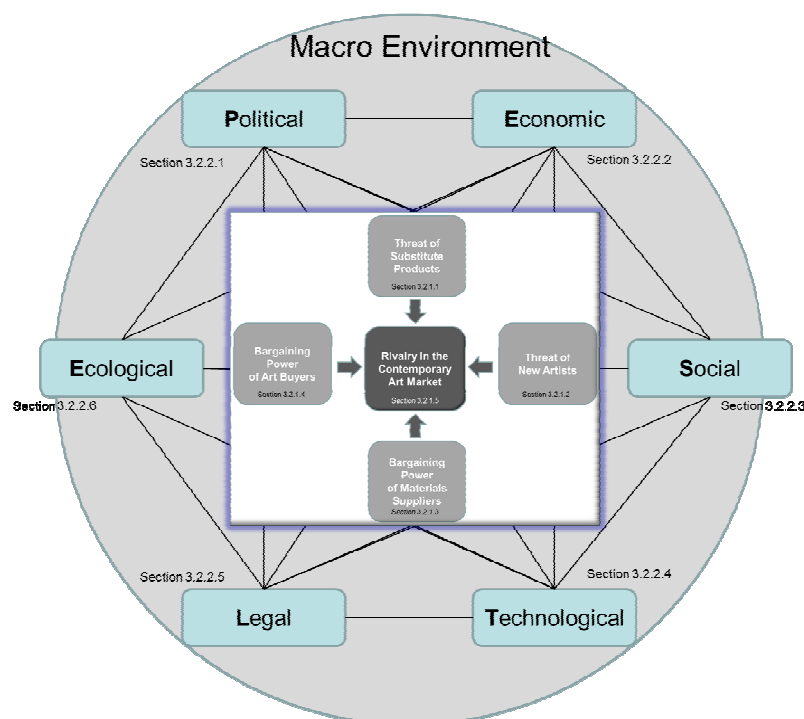 Macro Environment
Political
Economic
Section 3.2.2.1
Section 3.2.2.2
Threat of
Substitute
Products
Section 3.2.1.1
Ecological
Section 3.2.2.6
Bargaining
Power
of Art Buyers
Section 3.2.1.4
Rivalry in the
Contemporary
Art Market
Section 3.2.1.5
Threat of
New Artists
Section 3.2.1.2
Social
Section 3.2.2.3
Bargaining
Power
of Materials
Suppliers
Section 3.2.1.3
Section 3.2.2.5
Section 3.2.2.4
Legal
Technological